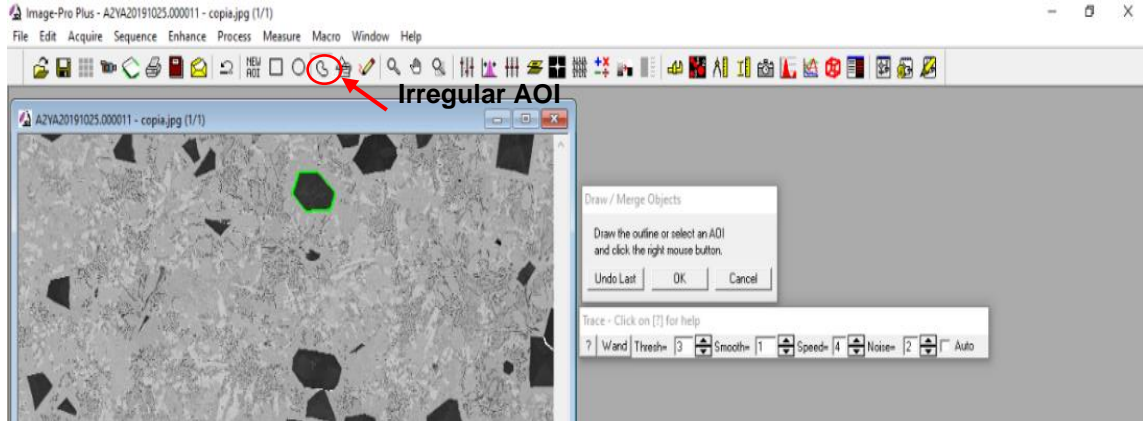 Image-Pro Plus - A2YA20191025.000011 - copia.jpg (1/1)
File Edit Acquire Sequence Enhance Process Measure Macro Window Help
NEW AOI
Irregular AOI
A2YA20191025.000011 - copia.jpg (1/1)
Draw / Merge Objects
Draw the outline or select an AOI
and click the right mouse button.
Undo Last OK Cancel
Trace - Click on [?] for help
? Wand Thresh= 3 Smooth= 1 Speed= 4 Noise= 2 Auto